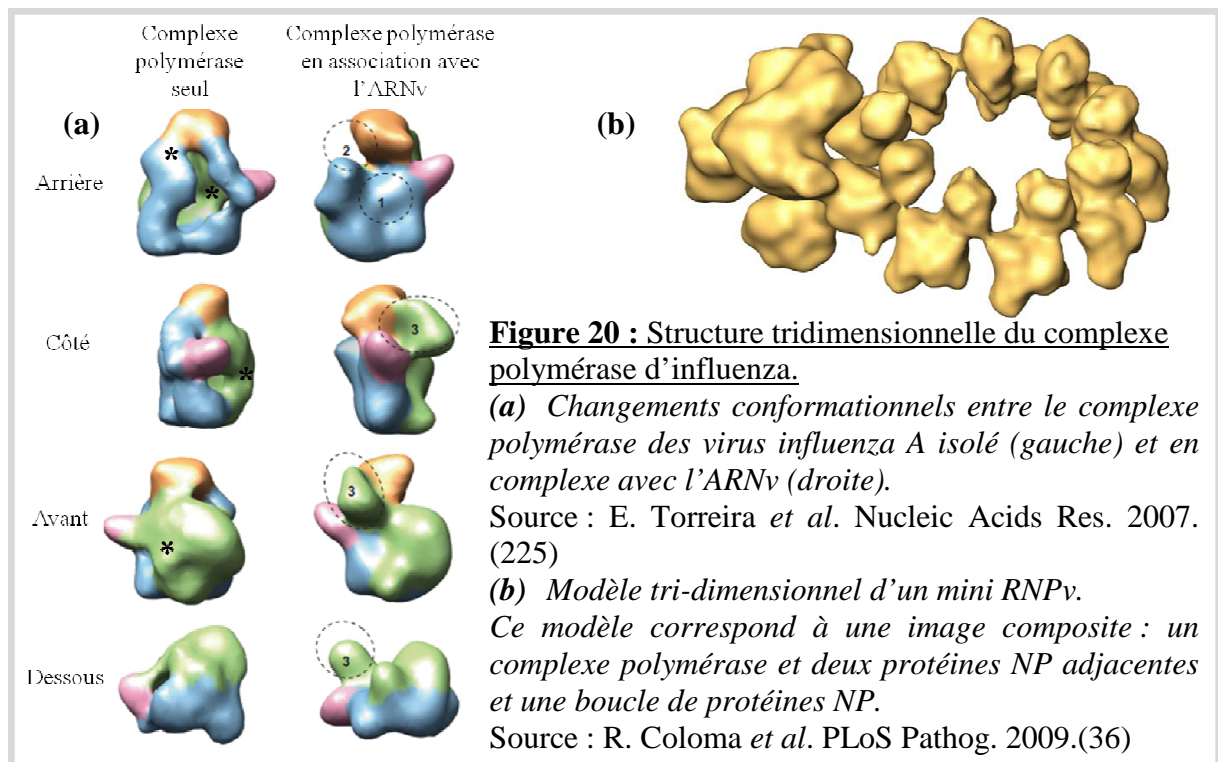 Complexe
polymérase
seul
Complexe polymérase
en association avec
l'ARNv
(a)
(b)
*
2
Arrière
*
1
Côté
3
*
Avant
3
*
Dessous
3
Figure 20 : Structure tridimensionnelle du complexe
polymérase d'influenza.
(a) Changements conformationnels entre le complexe
polymérase des virus influenza A isolé (gauche) et en
complexe avec l'ARNv (droite).
Source : E. Torreira et al. Nucleic Acids Res. 2007.
(225)
(b) Modèle tri-dimensionnel d'un mini RNPv.
Ce modèle correspond à une image composite : un
complexe polymérase et deux protéines NP adjacentes
et une boucle de protéines NP.
Source : R. Coloma et al. PLoS Pathog. 2009.(36)